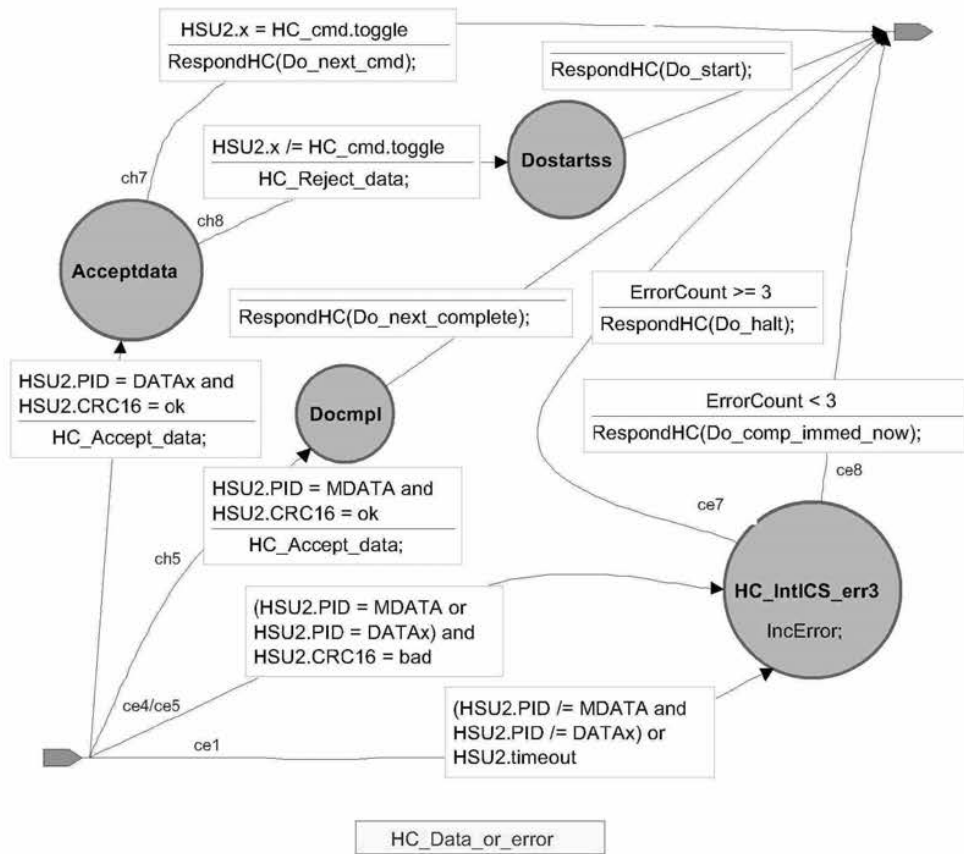 HSU2.x = HC_cmd.toggle
RespondHC(Do_next_cmd);
RespondHC(Do_start);
HSU2.x /= HC_cmd.toggle
HC_Reject_data;
Dostartss
ch7
ch8
Acceptdata
ErrorCount >= 3
RespondHC(Do_halt);
RespondHC(Do_next_complete);
HSU2.PID = DATAx and
HSU2.CRC16 = ok
HC_Accept_data;
Docmpl
ErrorCount < 3
RespondHC(Do_comp_immed_now);
ce8
ce7
HSU2.PID = MDATA and
HSU2.CRC16 = ok
HC_Accept_data;
ch5
HC_IntICS_err3
IncError;
(HSU2.PID = MDATA or
HSU2.PID = DATAx) and
HSU2.CRC16 = bad
ce4/ce5
(HSU2.PID /= MDATA and
HSU2.PID /= DATAx) or
HSU2.timeout
ce1
HC_Data_or_error